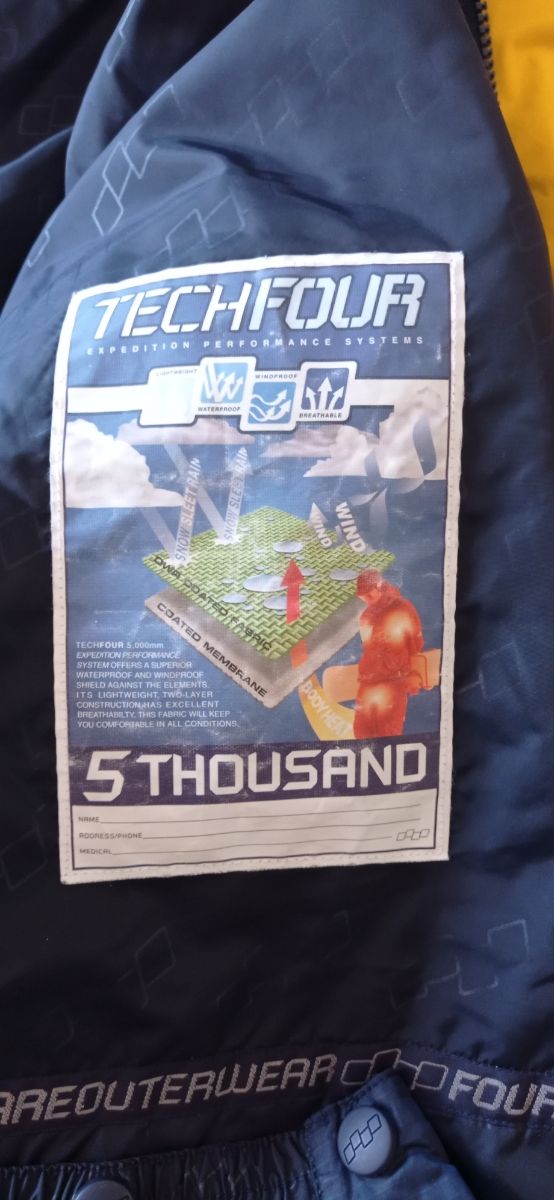 TECHFOUR
EXPEDITION PERFORMANCE SYSTEMS
LIGHTWEIGHT
WATERPROOF
WINDPROOF
BREATHABLE
SNOW SLEET RAIN
SNOW SLEET RAIN
WIND
WIND
DWR COATED FABRIC
COATED MEMBRANE
BODY HEAT
TECHFOUR 5,000mm
EXPEDITION PERFORMANCE
SYSTEM OFFERS A SUPERIOR
WATERPROOF AND WINDPROOF
SHIELD AGAINST THE ELEMENTS.
ITS LIGHTWEIGHT, TWO-LAYER
CONSTRUCTION HAS EXCELLENT
BREATHABILTY. THIS FABRIC WILL KEEP
YOU COMFORTABLE IN ALL CONDITIONS.
5 THOUSAND
NAME
ADDRESS/PHONE
MEDICAL
AREOUTERWEAR FOUR